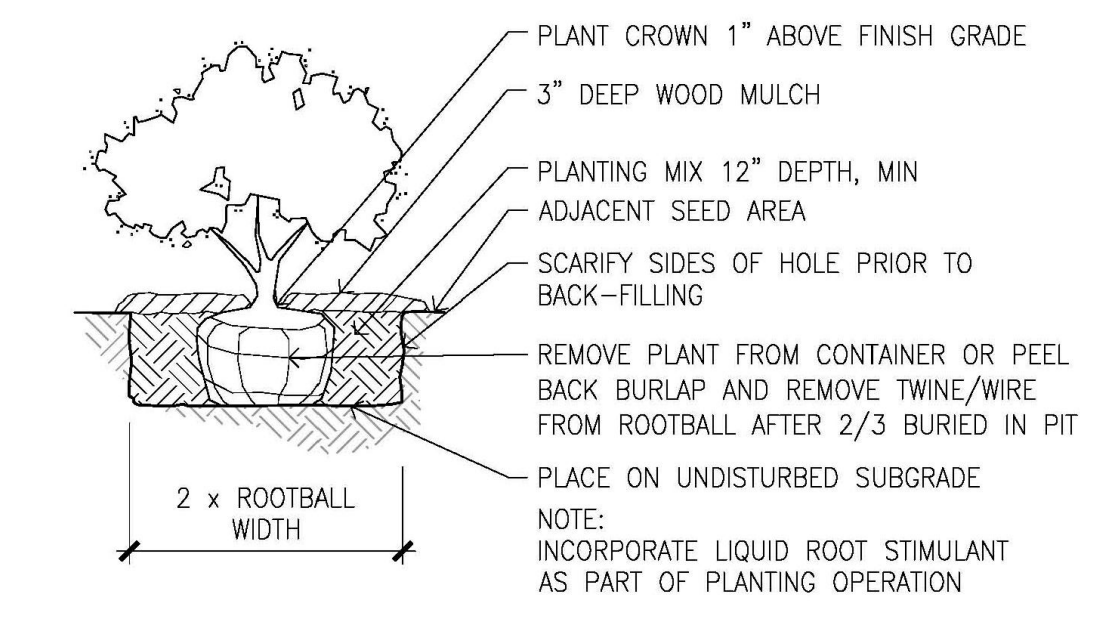 PLANT CROWN 1” ABOVE FINISH GRADE
3” DEEP WOOD MULCH
PLANTING MIX 12” DEPTH, MIN
ADJACENT SEED AREA
SCARIFY SIDES OF HOLE PRIOR TO
BACK–FILLING
REMOVE PLANT FROM CONTAINER OR PEEL
BACK BURLAP AND REMOVE TWINE/WIRE
FROM ROOTBALL AFTER 2/3 BURIED IN PIT
PLACE ON UNDISTURBED SUBGRADE
NOTE:
INCORPORATE LIQUID ROOT STIMULANT
AS PART OF PLANTING OPERATION
2 x ROOTBALL
WIDTH